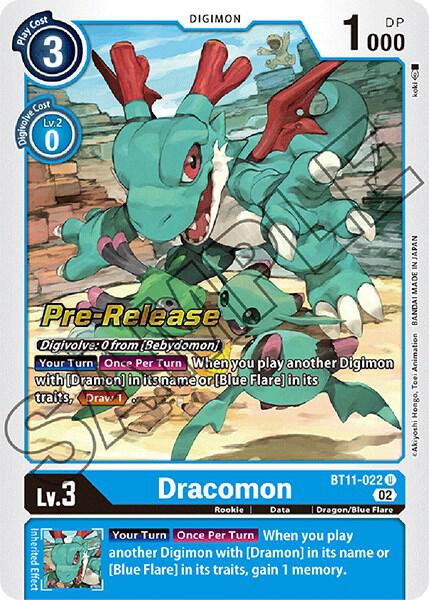 DIGIMON
Play Cost
3
DP
1000
Digivolve Cost
Lv.2
0
koki
SAMPLE
©Akiyoshi Hongo, Toei Animation BANDAI MADE IN JAPAN
Pre-Release
Digivolve: 0 from [Bebydomon]
Your Turn Once Per Turn When you play another Digimon
with [Dramon] in its name or [Blue Flare] in its
traits, Draw 1 .
BT11-022 U
Lv.3 Dracomon 02
Rookie Data Dragon/Blue Flare
Inherited Effect
Your Turn Once Per Turn When you play
another Digimon with [Dramon] in its name or
[Blue Flare] in its traits, gain 1 memory.